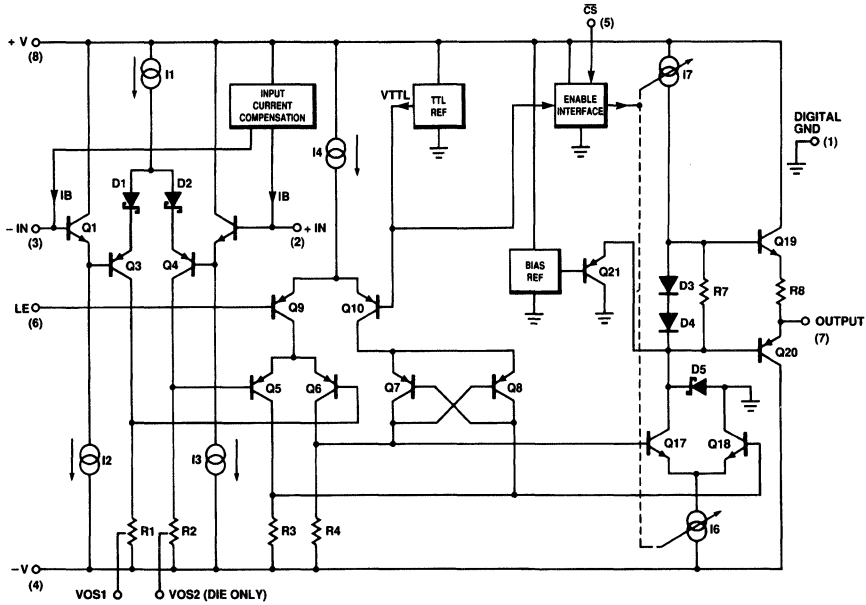 CS
(5)
+ V
(8)
I1
INPUT
CURRENT
COMPENSATION
VTTL
TTL
REF
ENABLE
INTERFACE
I7
DIGITAL
GND
(1)
I4
D1
D2
IB
IB
− IN
(3)
Q1
(2)
+ IN
Q3
Q4
Q19
BIAS
REF
Q21
D3
R7
R8
LE
(6)
Q9
Q10
D4
OUTPUT
(7)
Q20
D5
Q5
Q6
Q7
Q8
Q17
Q18
I2
I3
R1
R2
R3
R4
I6
−V
(4)
VOS1
VOS2 (DIE ONLY)